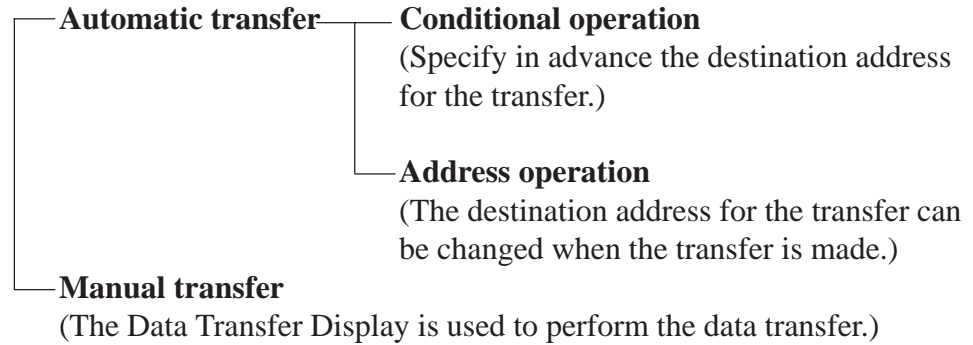 Automatic transfer Conditional operation
(Specify in advance the destination address
for the transfer.)
Address operation
(The destination address for the transfer can
be changed when the transfer is made.)
Manual transfer
(The Data Transfer Display is used to perform the data transfer.)